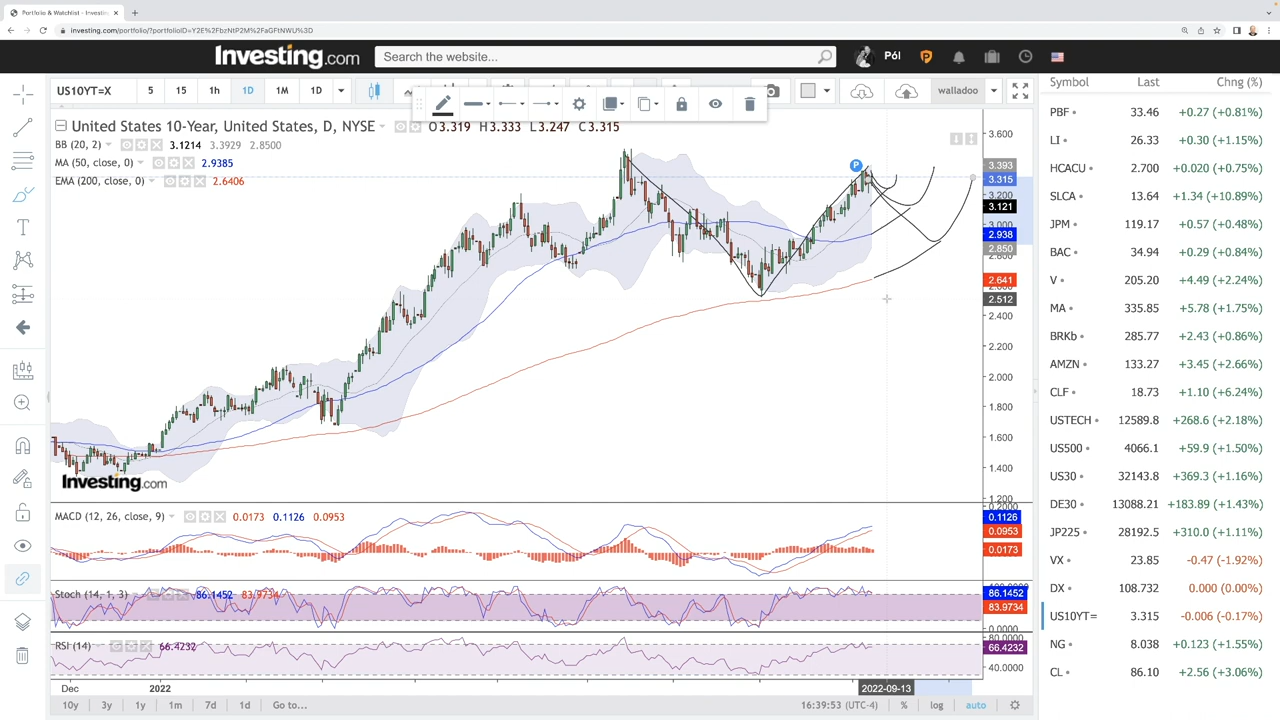 Portfolio & Watchlist - Investing
investing.com/portfolio/?portfolioID=Y2E%2FbzNtP2M%2FaGFtNWU%3D
Investing.com
Search the website...
Pól
US10YT=X
5 15 1h 1D 1M 1D
walladoo
United States 10-Year, United States, D, NYSE
O3.319 H3.333 L3.247 C3.315
BB (20, 2) 3.1214 3.3929 2.8500
MA (50, close, 0) 2.9385
EMA (200, close, 0) 2.6406
3.600
3.393
3.315
3.200
3.121
3.000
2.938
2.850
2.800
2.641
2.512
2.400
2.200
2.000
1.800
1.600
1.400
1.200
Investing.com
MACD (12, 26, close, 9) 0.0173 0.1126 0.0953
0.1126
0.0953
0.0173
Stoch (14, 1, 3) 86.1452 83.9734
86.1452
83.9734
0.0000
RSI (14) 66.4232
80.0000
66.4232
40.0000
Dec 2022 2022-09-13
10y 3y 1y 1m 7d 1d Go to...
16:39:53 (UTC-4) % log auto
Symbol Last Chng (%)
PBF 33.46 +0.27 (+0.81%)
LI 26.33 +0.30 (+1.15%)
HCACU 2.700 +0.020 (+0.75%)
SLCA 13.64 +1.34 (+10.89%)
JPM 119.17 +0.57 (+0.48%)
BAC 34.94 +0.29 (+0.84%)
V 205.20 +4.49 (+2.24%)
MA 335.85 +5.78 (+1.75%)
BRKb 285.77 +2.43 (+0.86%)
AMZN 133.27 +3.45 (+2.66%)
CLF 18.73 +1.10 (+6.24%)
USTECH 12589.8 +268.6 (+2.18%)
US500 4066.1 +59.9 (+1.50%)
US30 32143.8 +369.3 (+1.16%)
DE30 13088.21 +183.89 (+1.43%)
JP225 28192.5 +310.0 (+1.11%)
VX 23.85 -0.47 (-1.92%)
DX 108.732 0.000 (0.00%)
US10YT= 3.315 -0.006 (-0.17%)
NG 8.038 +0.123 (+1.55%)
CL 86.10 +2.56 (+3.06%)